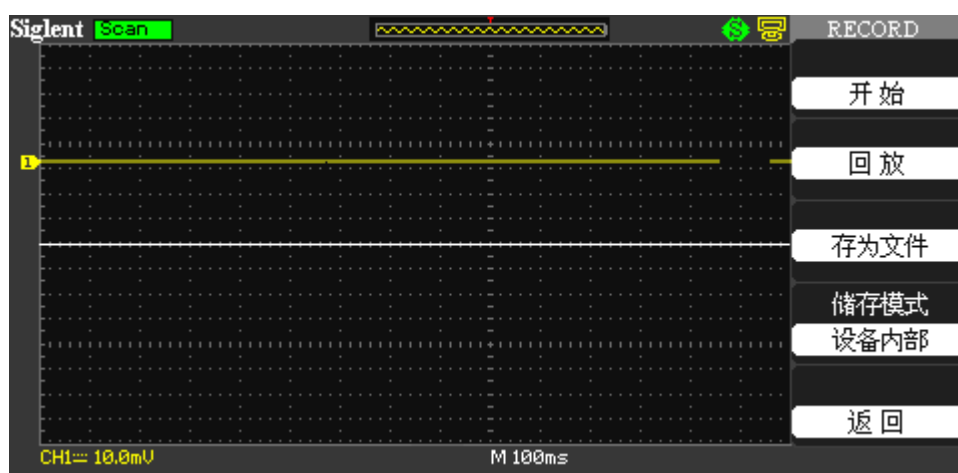 Siglent Scan
S
RECORD
开始
回放
1
存为文件
储存模式
设备内部
返回
CH1 10.0mV
M 100ms